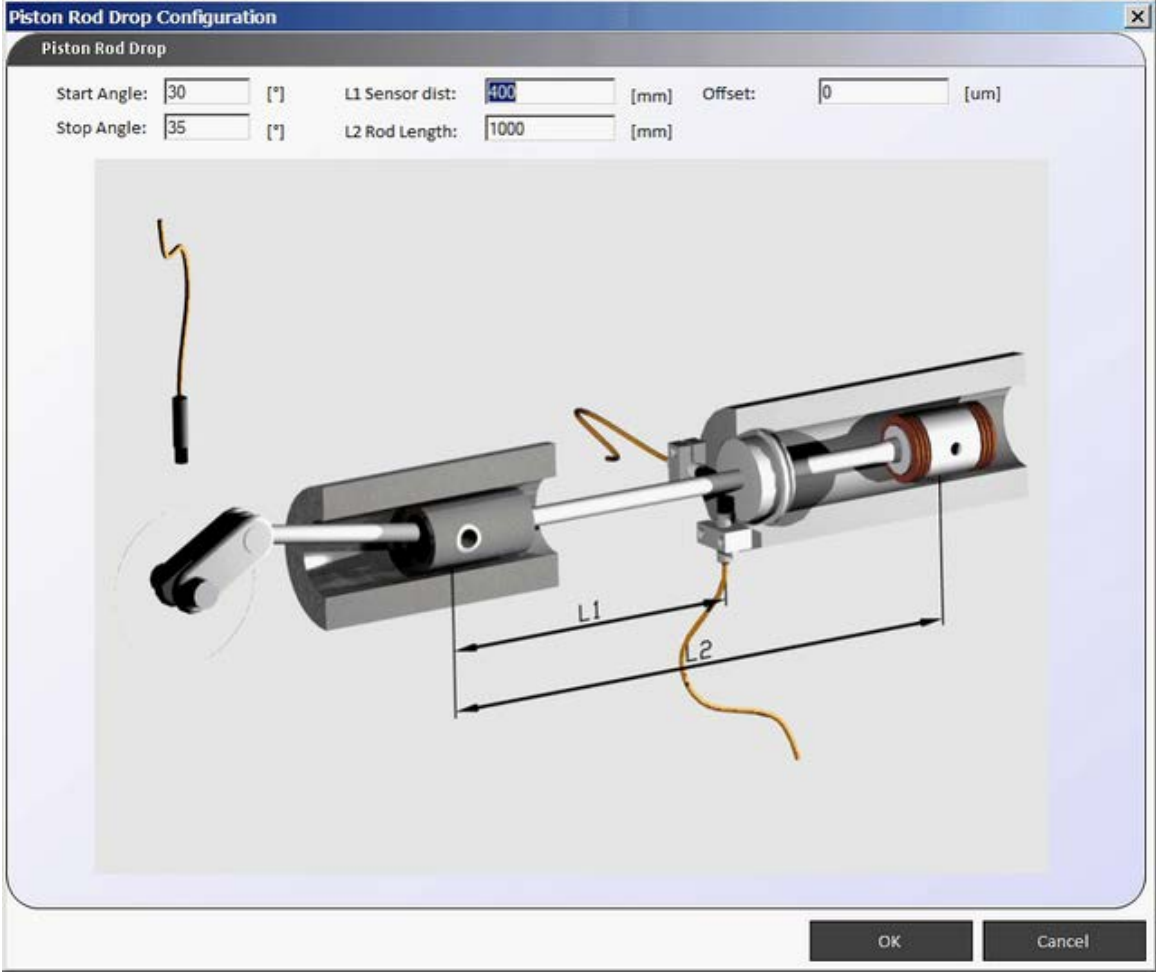 Piston Rod Drop Configuration
Piston Rod Drop
Start Angle: 30 [°] L1 Sensor dist: 400 [mm] Offset: 0 [um]
Stop Angle: 35 [°] L2 Rod Length: 1000 [mm]
L1
L2
OK Cancel